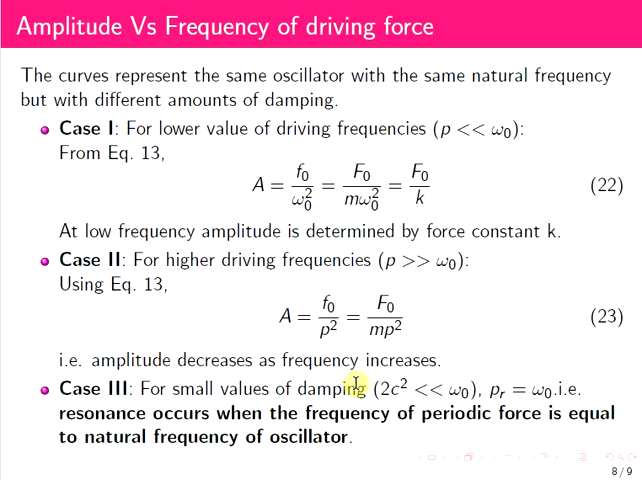 Amplitude Vs Frequency of driving force
The curves represent the same oscillator with the same natural frequency
but with different amounts of damping.
Case I: For lower value of driving frequencies (p << ω₀):
From Eq. 13,
A = f₀/ω₀² = F₀/mω₀² = F₀/k (22)
At low frequency amplitude is determined by force constant k.
Case II: For higher driving frequencies (p >> ω₀):
Using Eq. 13,
A = f₀/p² = F₀/mp² (23)
i.e. amplitude decreases as frequency increases.
Case III: For small values of damping (2c² << ω₀), pᵣ = ω₀.i.e.
resonance occurs when the frequency of periodic force is equal
to natural frequency of oscillator.
8 / 9